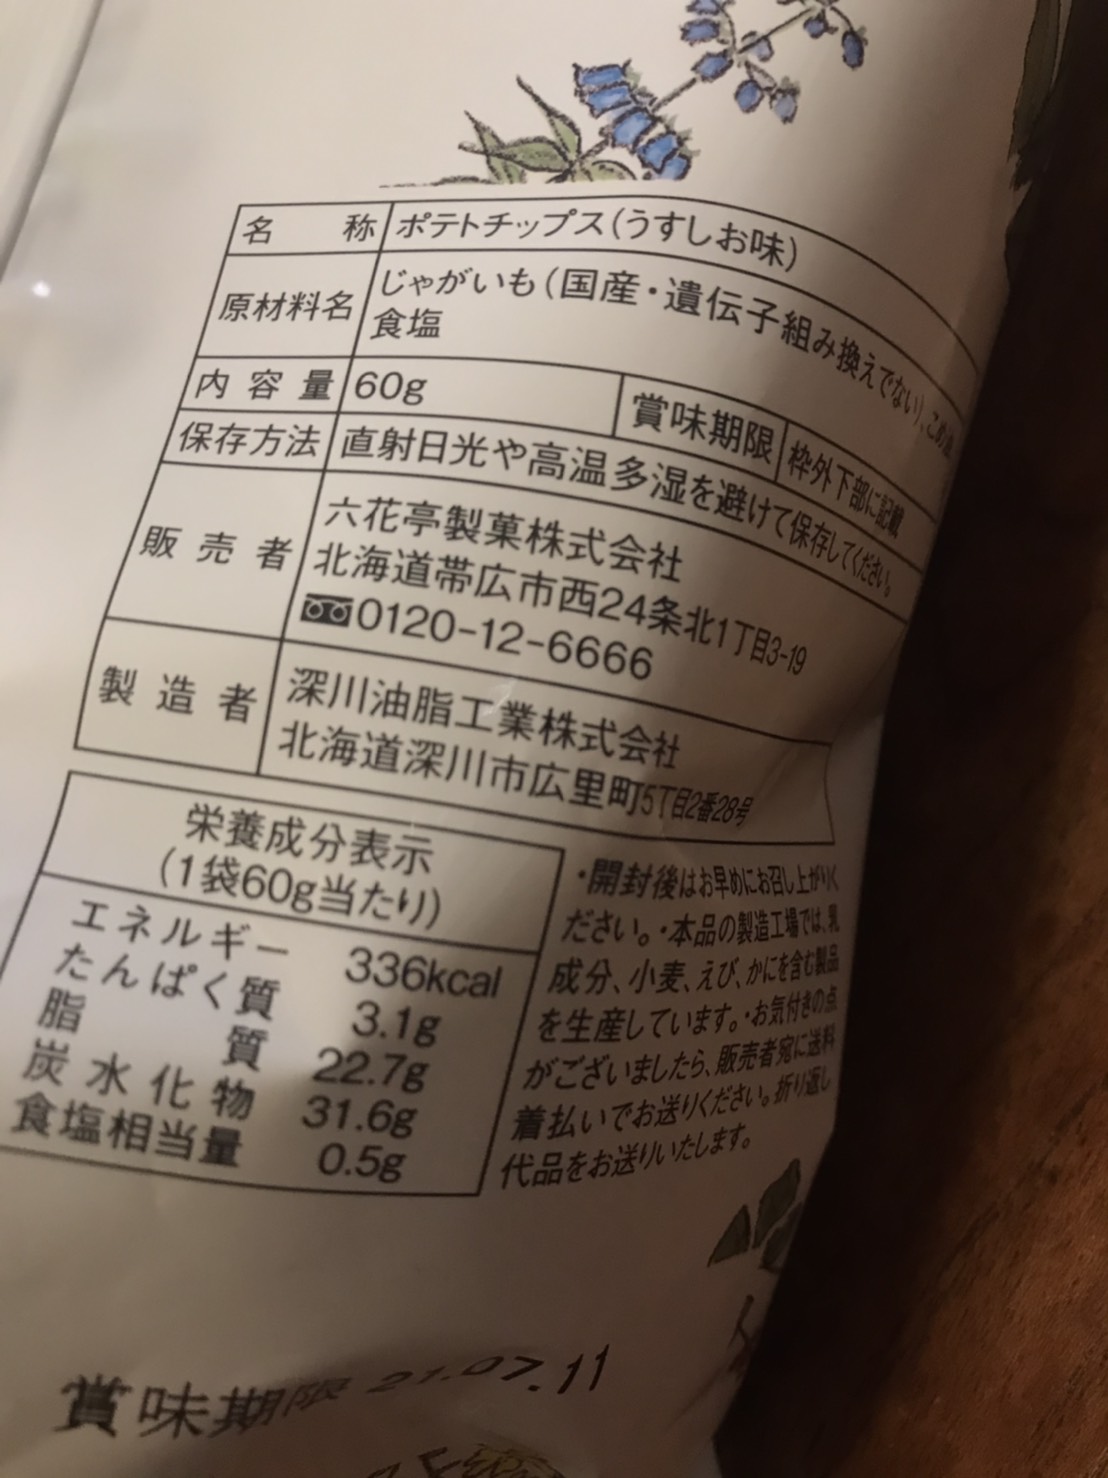 名称 ポテトチップス(うすしお味)
原材料名 じゃがいも(国産・遺伝子組み換えでない)、こめ油、
食塩
内容量 60g 賞味期限 枠外下部に記載
保存方法 直射日光や高温多湿を避けて保存してください。
販売者 六花亭製菓株式会社
北海道帯広市西24条北1丁目3-19
0120-12-6666
製造者 深川油脂工業株式会社
北海道深川市広里町5丁目2番28号
栄養成分表示
(1袋60g当たり)
エネルギー 336kcal
たんぱく質 3.1g
脂質 22.7g
炭水化物 31.6g
食塩相当量 0.5g
・開封後はお早めにお召し上がりく
ださい。・本品の製造工場では、乳
成分、小麦、えび、かにを含む製品
を生産しています。・お気付きの点
がございましたら、販売者宛に送料
着払いでお送りください。折り返し
代品をお送りいたします。
賞味期限 21.07.11